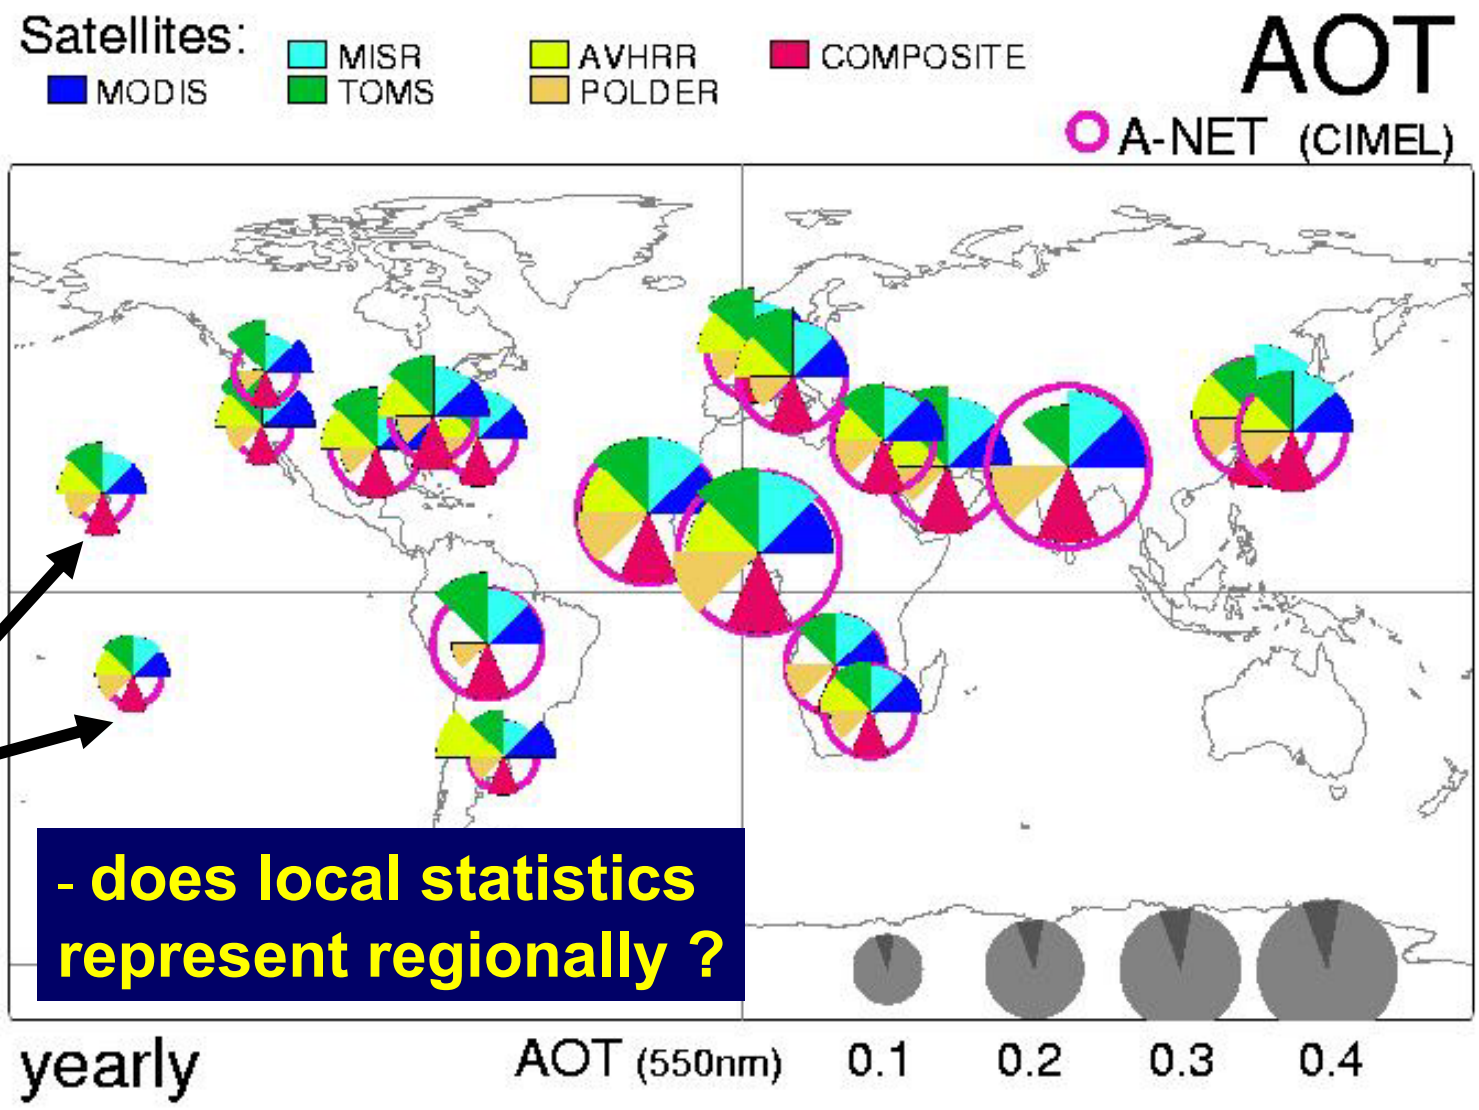 Satellites:
MISR
AVHRR
COMPOSITE
AOT
MODIS
TOMS
POLDER
A-NET (CIMEL)
- does local statistics
represent regionally ?
yearly
AOT (550nm) 0.1 0.2 0.3 0.4